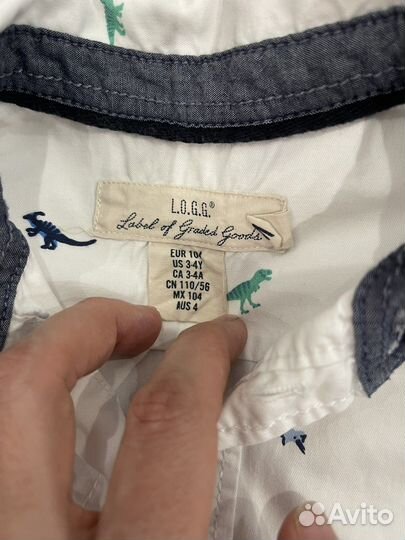 L.O.G.G.®
Label of Graded Goods
EUR 104
US 3-4Y
CA 3-4A
CN 110/56
MX 104
AUS 4
Avito